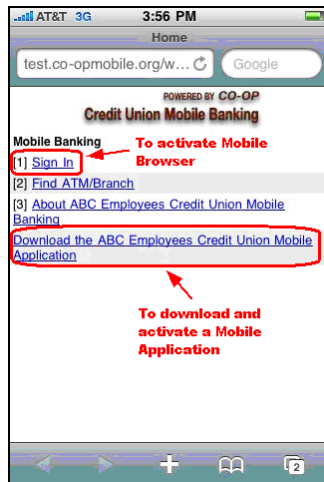 AT&T 3G 3:56 PM
Home
test.co-opmobile.org/w... Google
POWERED BY CO-OP
Credit Union Mobile Banking
Mobile Banking
To activate Mobile
Browser
[1] Sign In
[2] Find ATM/Branch
[3] About ABC Employees Credit Union Mobile
Banking
Download the ABC Employees Credit Union Mobile
Application
To download and
activate a Mobile
Application
2